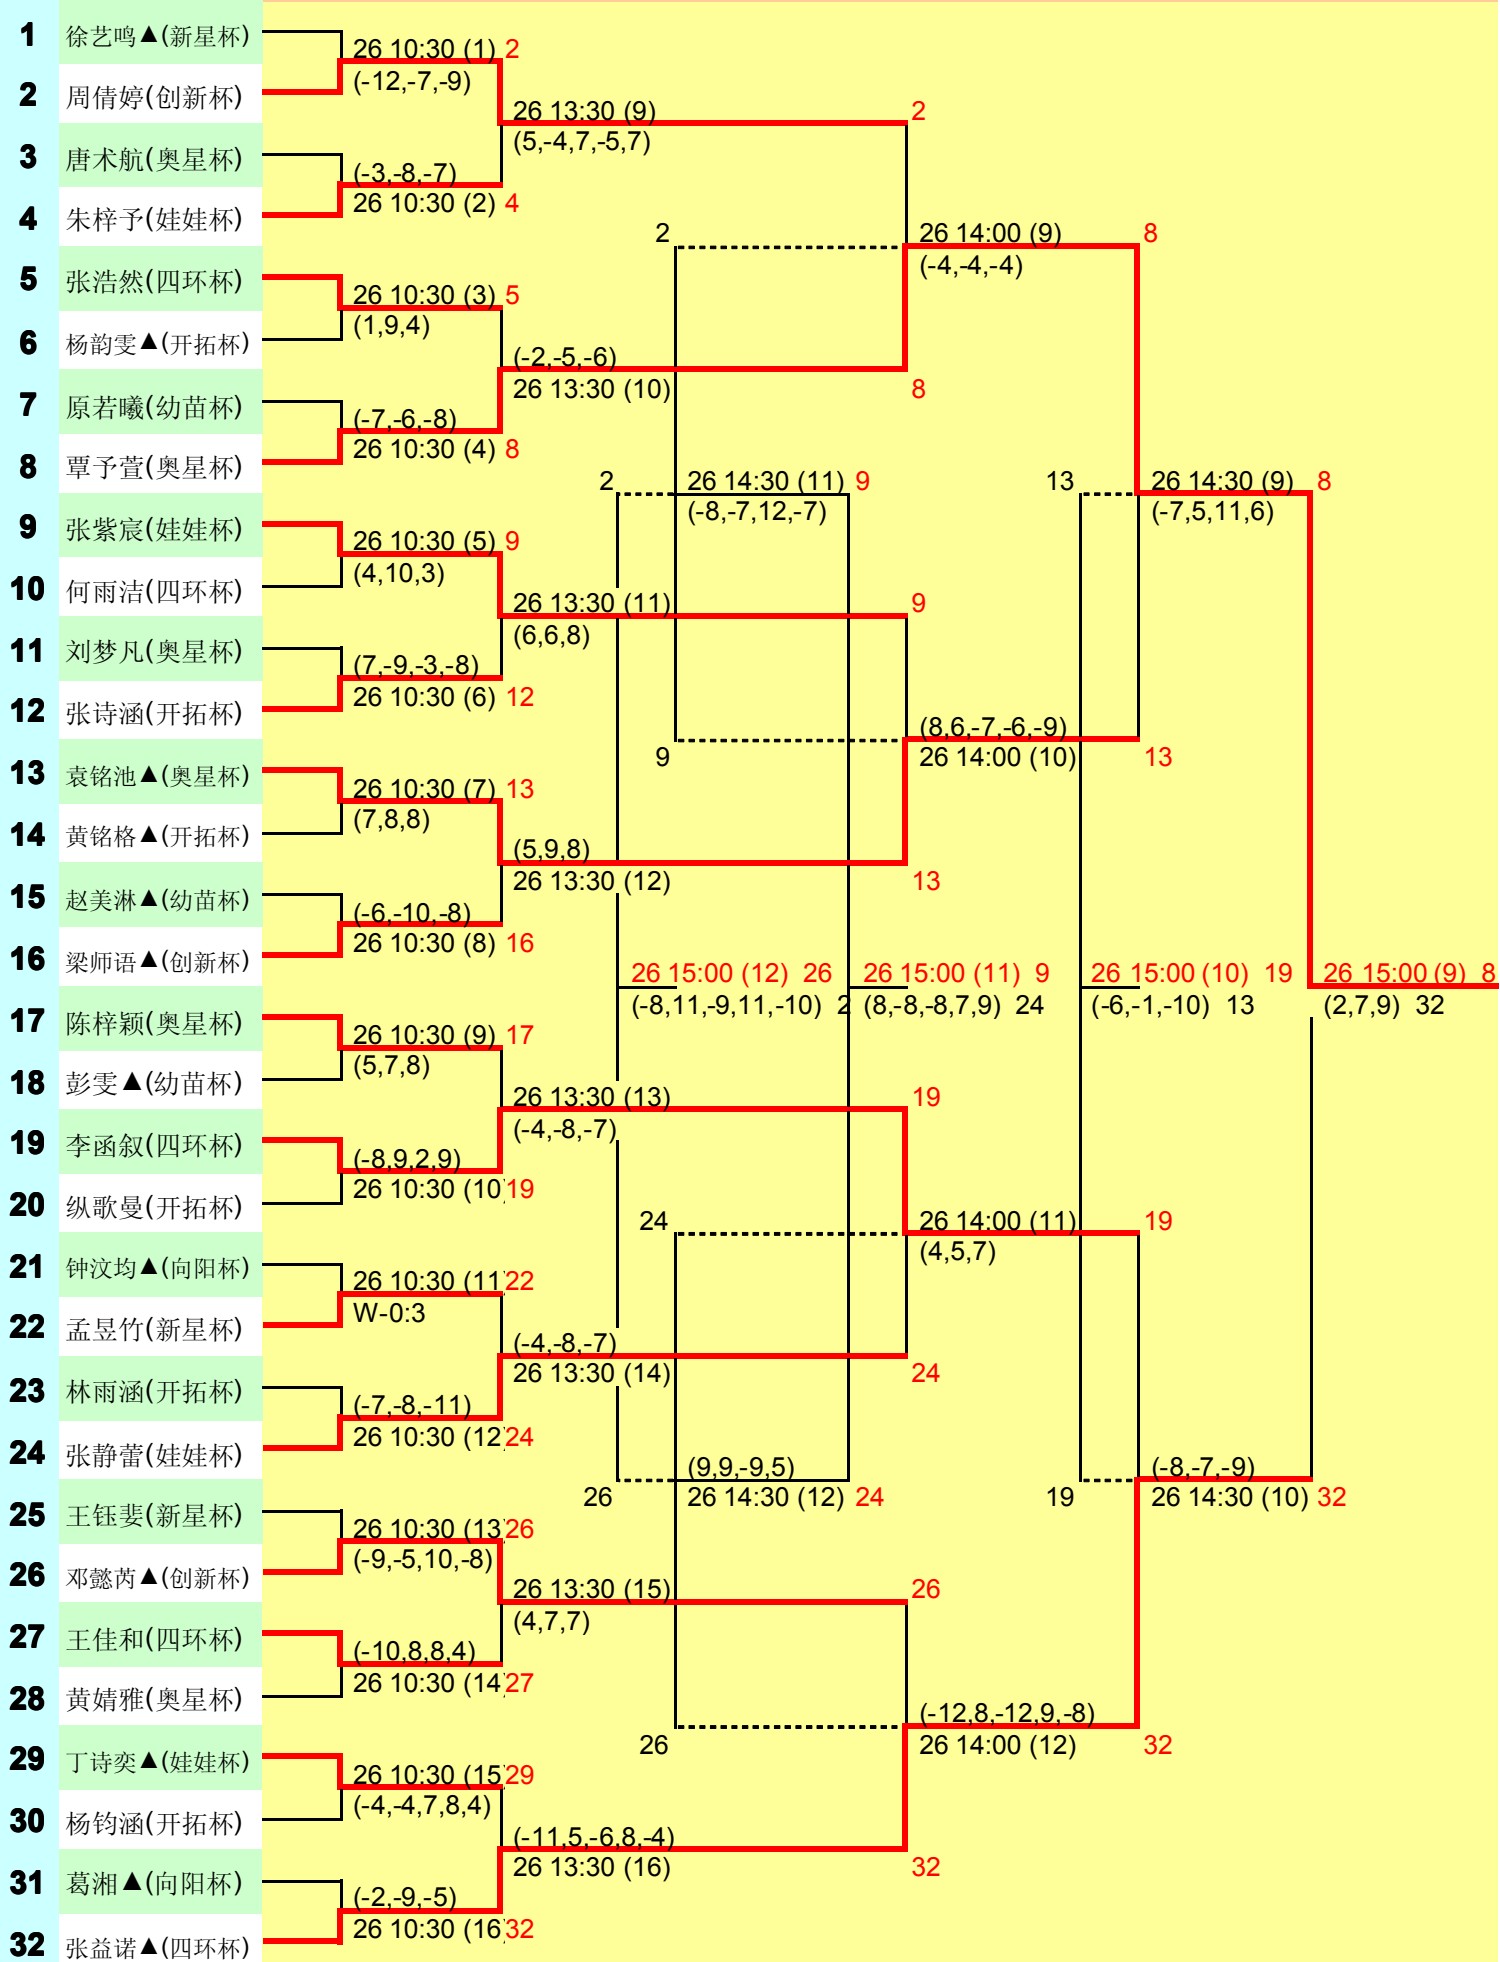 1 徐艺鸣▲(新星杯)
26 10:30 (1) 2
2 周倩婷(创新杯)
(-12,-7,-9)
26 13:30 (9) 2
(5,-4,7,-5,7)
3 唐术航(奥星杯)
(-3,-8,-7)
4 朱梓予(娃娃杯)
26 10:30 (2) 4
2 26 14:00 (9) 8
(-4,-4,-4)
5 张浩然(四环杯)
26 10:30 (3) 5
6 杨韵雯▲(开拓杯)
(1,9,4)
(-2,-5,-6)
26 13:30 (10) 8
7 原若曦(幼苗杯)
(-7,-6,-8)
8 覃予萱(奥星杯)
26 10:30 (4) 8
2 26 14:30 (11) 9 13 26 14:30 (9) 8
(-8,-7,12,-7) (-7,5,11,6)
9 张紫宸(娃娃杯)
26 10:30 (5) 9
10 何雨洁(四环杯)
(4,10,3)
26 13:30 (11) 9
(6,6,8)
11 刘梦凡(奥星杯)
(7,-9,-3,-8)
12 张诗涵(开拓杯)
26 10:30 (6) 12
(8,6,-7,-6,-9)
9 26 14:00 (10) 13
13 袁铭池▲(奥星杯)
26 10:30 (7) 13
14 黄铭格▲(开拓杯)
(7,8,8)
(5,9,8)
26 13:30 (12) 13
15 赵美淋▲(幼苗杯)
(-6,-10,-8)
16 梁师语▲(创新杯)
26 10:30 (8) 16
26 15:00 (12) 26 26 15:00 (11) 9 26 15:00 (10) 19 26 15:00 (9) 8
(-8,11,-9,11,-10) 2 (8,-8,-8,7,9) 24 (-6,-1,-10) 13 (2,7,9) 32
17 陈梓颖(奥星杯)
26 10:30 (9) 17
18 彭雯▲(幼苗杯)
(5,7,8)
26 13:30 (13) 19
(-4,-8,-7)
19 李函叙(四环杯)
(-8,9,2,9)
20 纵歌曼(开拓杯)
26 10:30 (10) 19
24 26 14:00 (11) 19
(4,5,7)
21 钟汶均▲(向阳杯)
26 10:30 (11 22
22 孟昱竹(新星杯)
W-0:3
(-4,-8,-7)
26 13:30 (14) 24
23 林雨涵(开拓杯)
(-7,-8,-11)
24 张静蕾(娃娃杯)
26 10:30 (12 24
(9,9,-9,5) (-8,-7,-9)
26 26 14:30 (12) 24 19 26 14:30 (10) 32
25 王钰婓(新星杯)
26 10:30 (13 26
26 邓懿芮▲(创新杯)
(-9,-5,10,-8)
26 13:30 (15) 26
(4,7,7)
27 王佳和(四环杯)
(-10,8,8,4)
28 黄婧雅(奥星杯)
26 10:30 (14 27
(-12,8,-12,9,-8)
26 26 14:00 (12) 32
29 丁诗奕▲(娃娃杯)
26 10:30 (15 29
30 杨钧涵(开拓杯)
(-4,-4,7,8,4)
(-11,5,-6,8,-4)
26 13:30 (16) 32
31 葛湘▲(向阳杯)
(-2,-9,-5)
32 张益诺▲(四环杯)
26 10:30 (16 32